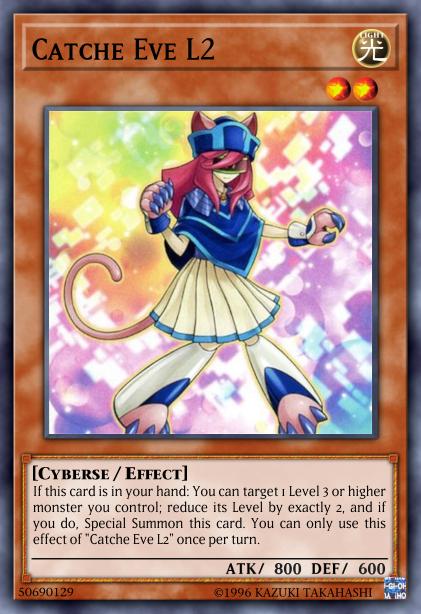 CATCHE EVE L2
LIGHT
光
[CYBERSE / EFFECT]
If this card is in your hand: You can target 1 Level 3 or higher
monster you control; reduce its Level by exactly 2, and if
you do, Special Summon this card. You can only use this
effect of "Catche Eve L2" once per turn.
ATK/ 800 DEF/ 600
50690129
©1996 KAZUKI TAKAHASHI